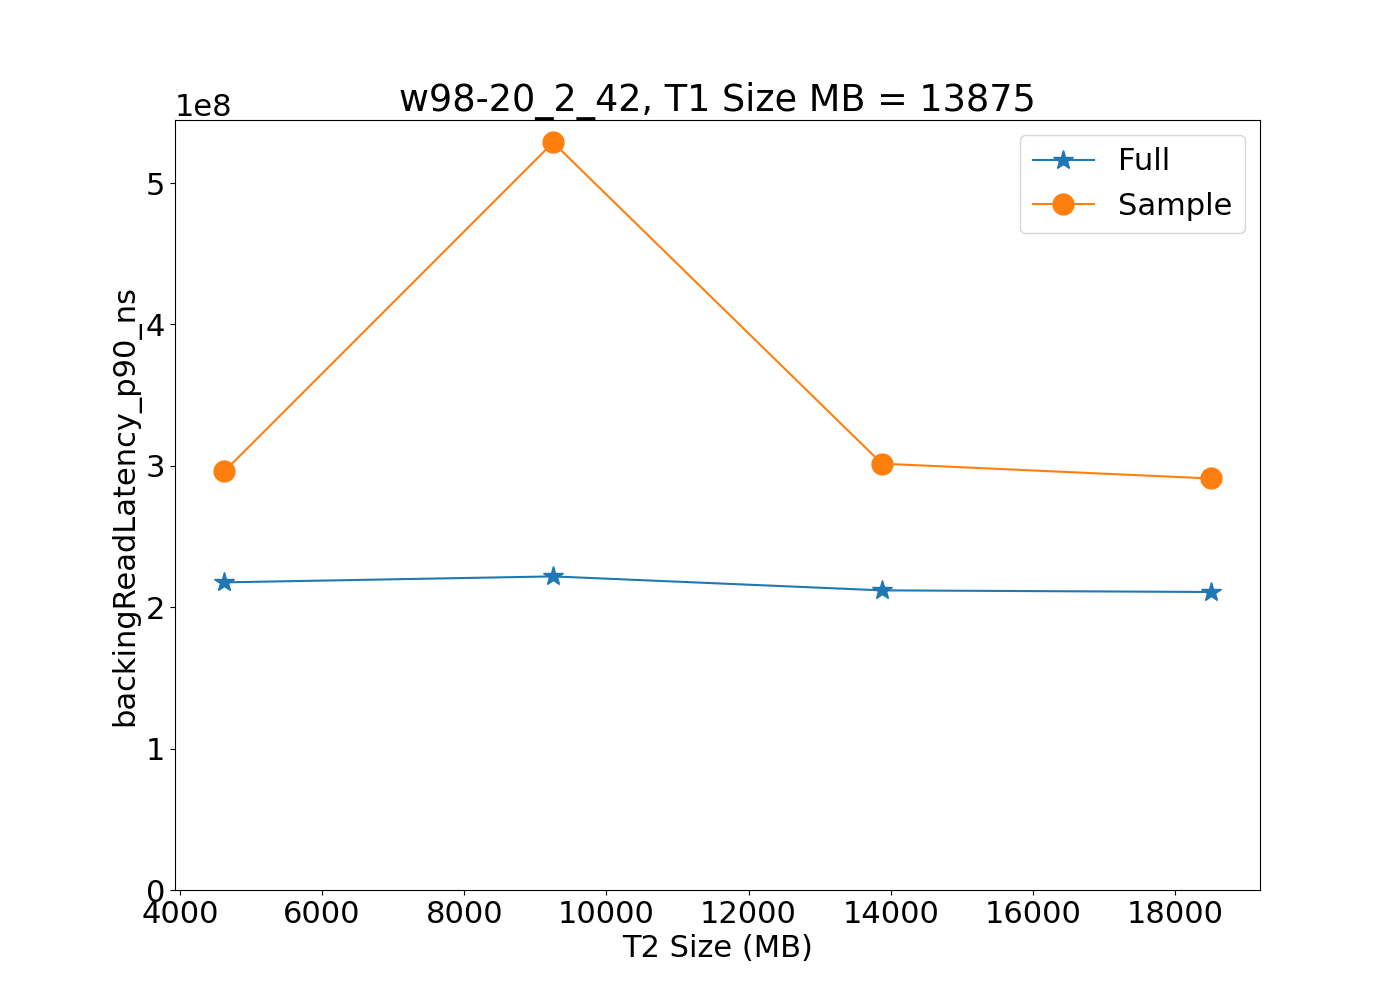 w98-20_2_42, T1 Size MB = 13875
1e8
Full
Sample
5
4
3
2
1
0
backingReadLatency_p90_ns
4000 6000 8000 10000 12000 14000 16000 18000
T2 Size (MB)